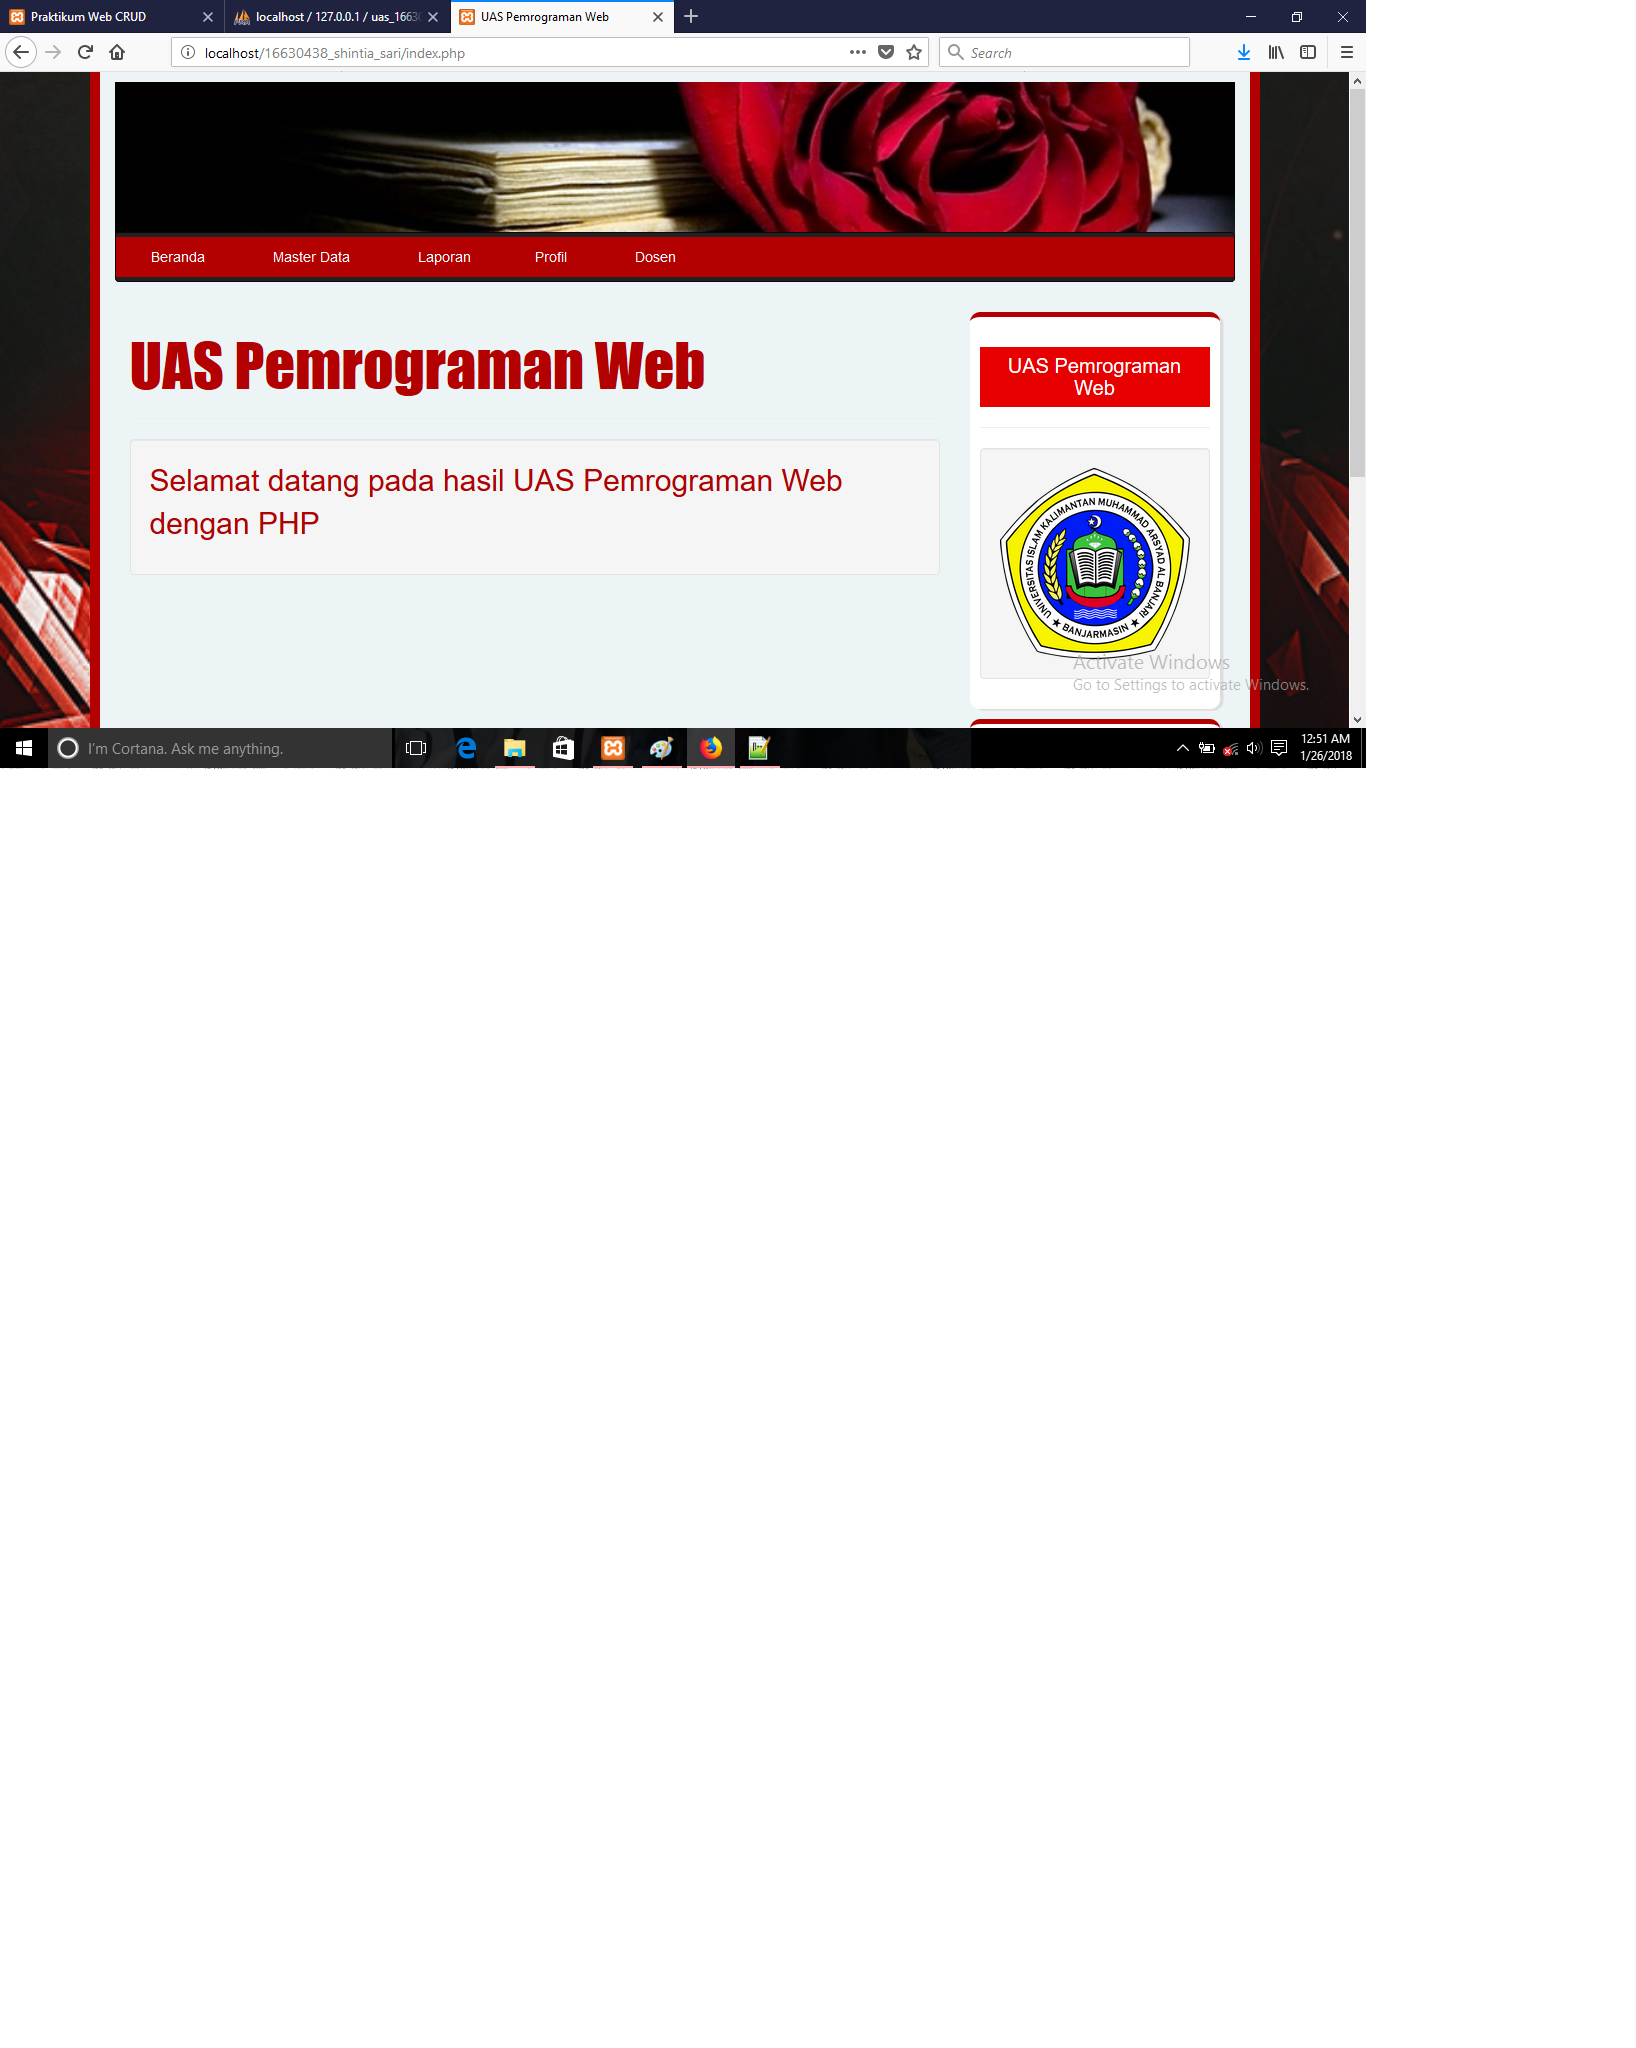 Praktikum Web CRUD
localhost / 127.0.0.1 / uas_1663
UAS Pemrograman Web
localhost/16630438_shintia_sari/index.php
Search
Beranda
Master Data
Laporan
Profil
Dosen
UAS Pemrograman Web
Selamat datang pada hasil UAS Pemrograman Web
dengan PHP
UAS Pemrograman
Web
UNIVERSITAS ISLAM KALIMANTAN MUHAMMAD ARSYAD AL BANJARI
BANJARMASIN
Activate Windows
Go to Settings to activate Windows.
I'm Cortana. Ask me anything.
12:51 AM
1/26/2018